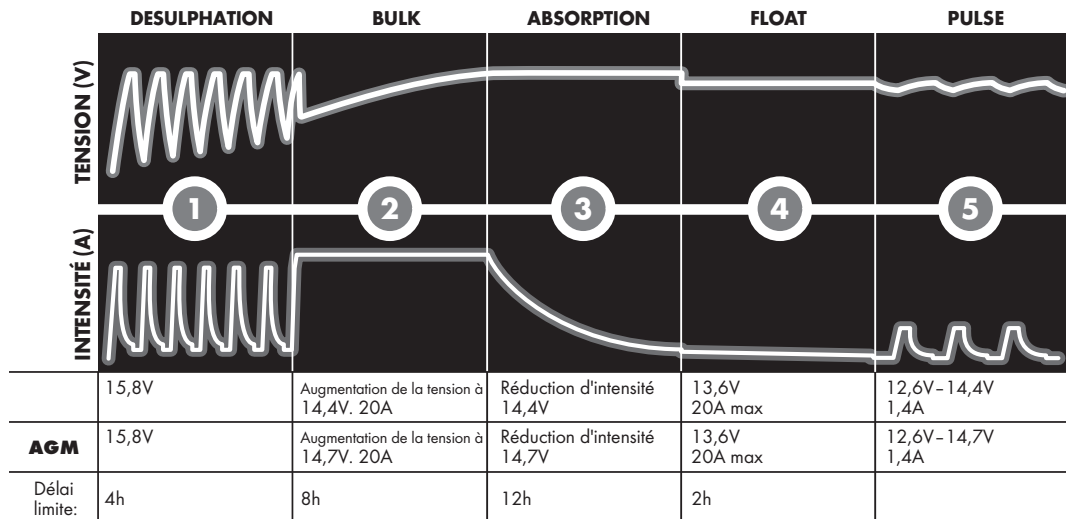 DESULPHATION BULK ABSORPTION FLOAT PULSE
TENSION (V)
1 2 3 4 5
INTENSITÉ (A)
15,8V Augmentation de la tension à 14,4V. 20A Réduction d'intensité 14,4V 13,6V 20A max 12,6V–14,4V 1,4A
AGM 15,8V Augmentation de la tension à 14,7V. 20A Réduction d'intensité 14,7V 13,6V 20A max 12,6V–14,7V 1,4A
Délai limite: 4h 8h 12h 2h